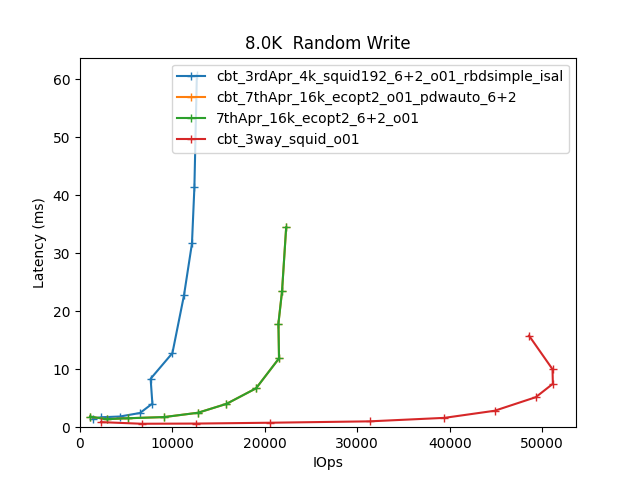 8.0K  Random Write
cbt_3rdApr_4k_squid192_6+2_o01_rbdsimple_isal
cbt_7thApr_16k_ecopt2_o01_pdwauto_6+2
7thApr_16k_ecopt2_6+2_o01
cbt_3way_squid_o01
Latency (ms)
60
50
40
30
20
10
0
0 10000 20000 30000 40000 50000
IOps